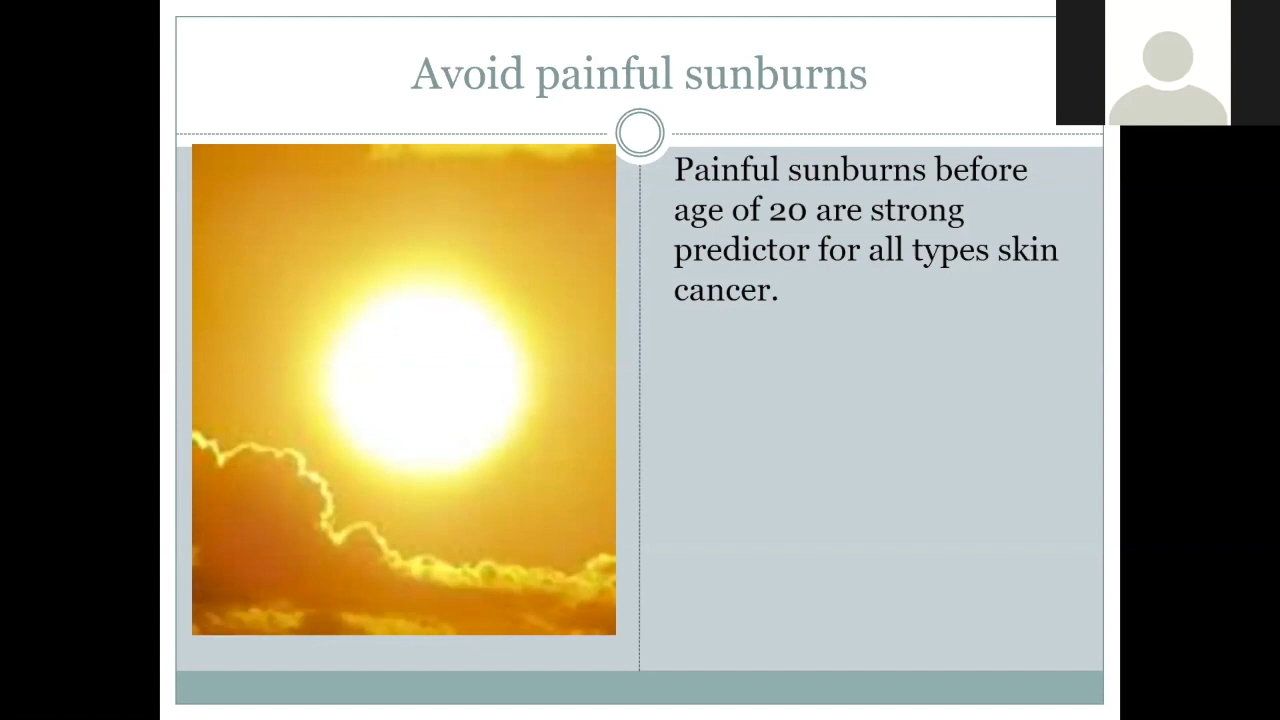 Avoid painful sunburns
Painful sunburns before
age of 20 are strong
predictor for all types skin
cancer.